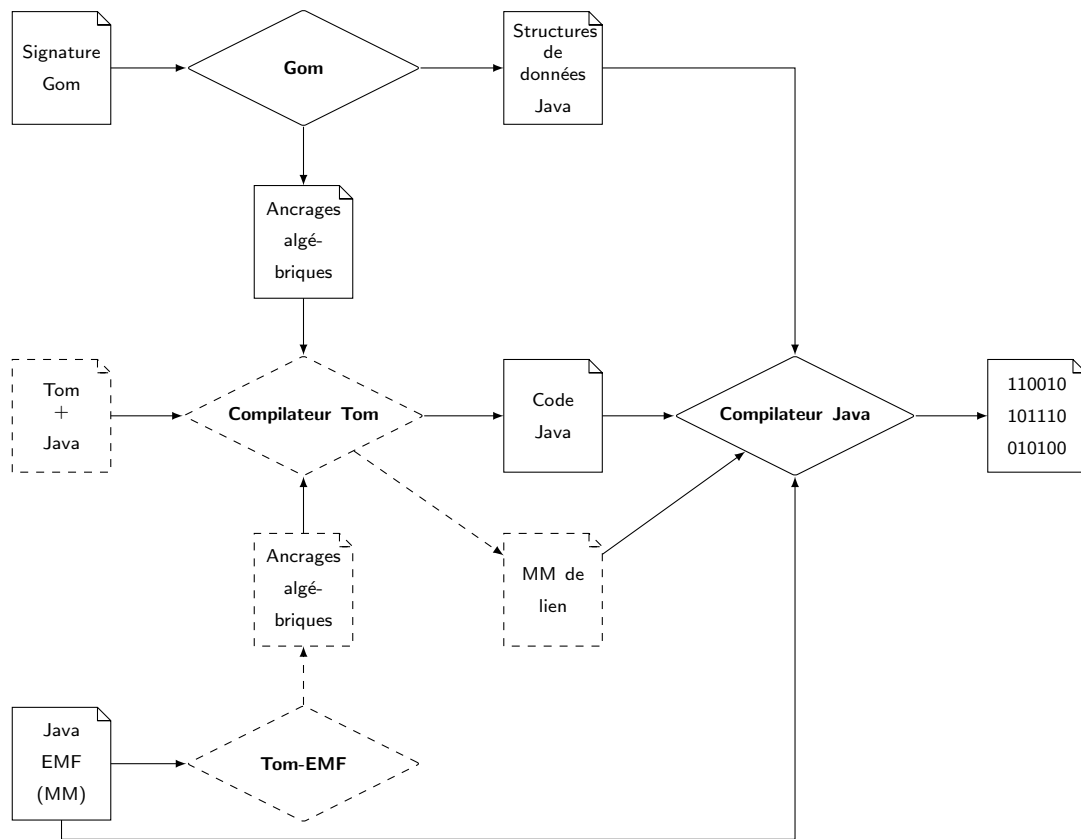 Signature
Gom
Gom
Structures
de
données
Java
Ancrages
algé-
briques
Tom
+
Java
Compilateur Tom
Code
Java
Compilateur Java
110010
101110
010100
Ancrages
algé-
briques
MM de
lien
Java
EMF
(MM)
Tom-EMF